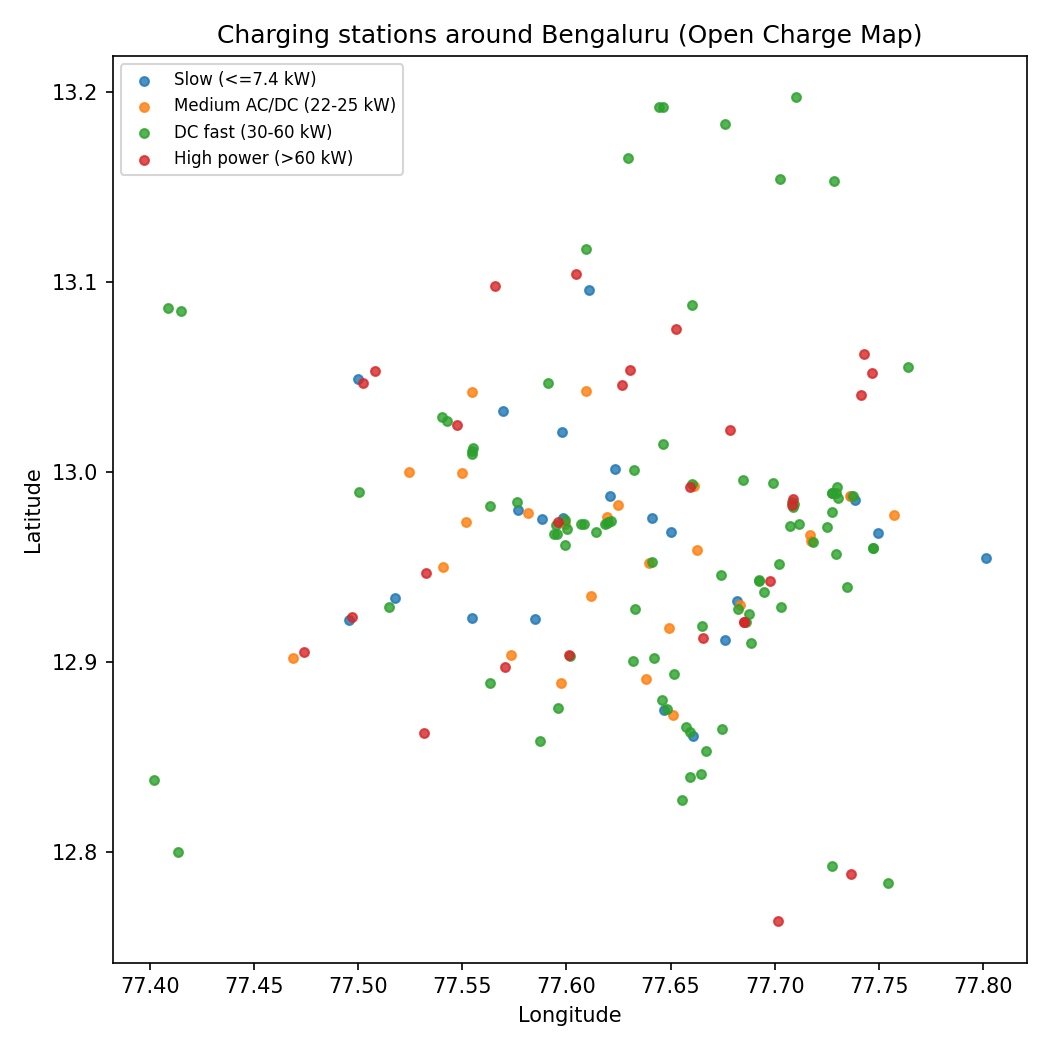 Charging stations around Bengaluru (Open Charge Map)
Slow (<=7.4 kW)
Medium AC/DC (22-25 kW)
DC fast (30-60 kW)
High power (>60 kW)
13.2
13.1
13.0
12.9
12.8
Latitude
77.40 77.45 77.50 77.55 77.60 77.65 77.70 77.75 77.80
Longitude